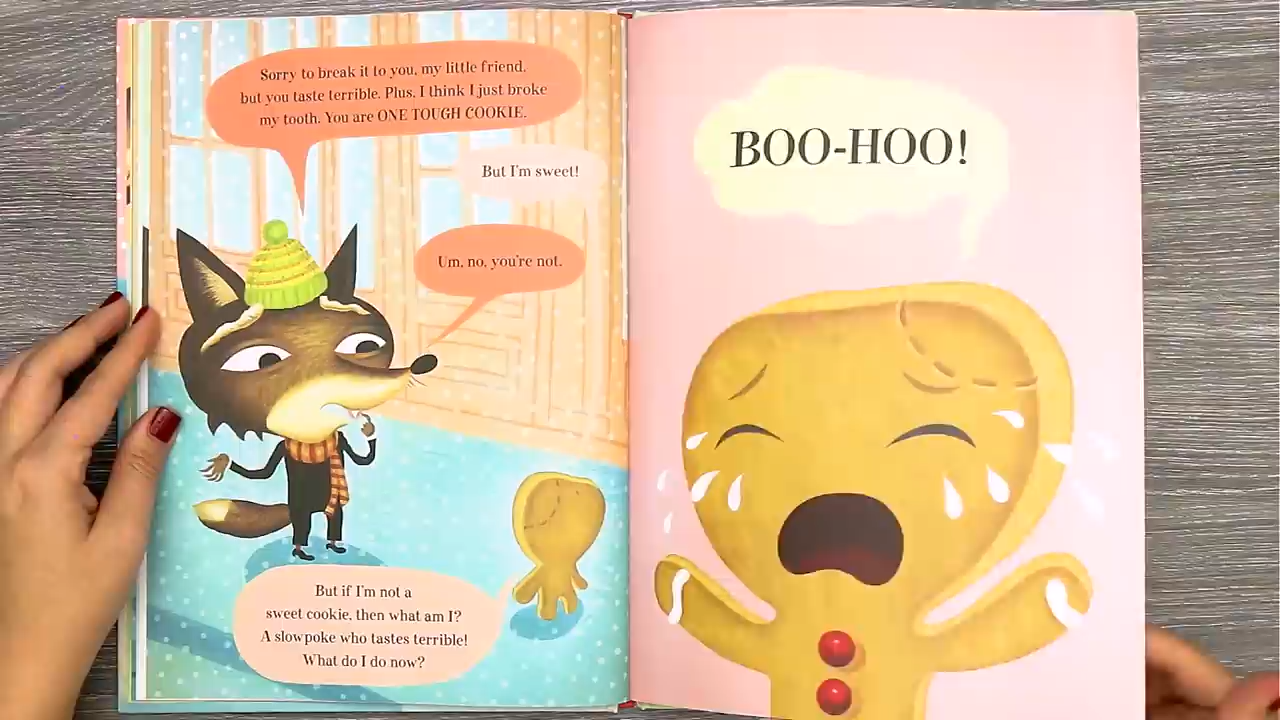 Sorry to break it to you, my little friend,
but you taste terrible. Plus, I think I just broke
my tooth. You are ONE TOUGH COOKIE.
But I'm sweet!
Um, no, you're not.
But if I'm not a
sweet cookie, then what am I?
A slowpoke who tastes terrible!
What do I do now?
BOO-HOO!